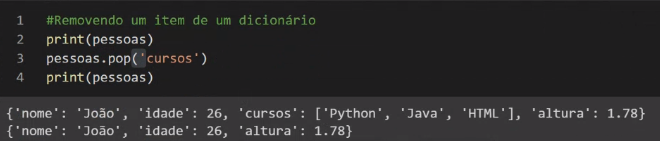 1 #Removendo um item de um dicionário
2 print(pessoas)
3 pessoas.pop('cursos')
4 print(pessoas)
{'nome': 'João', 'idade': 26, 'cursos': ['Python', 'Java', 'HTML'], 'altura': 1.78}
{'nome': 'João', 'idade': 26, 'altura': 1.78}